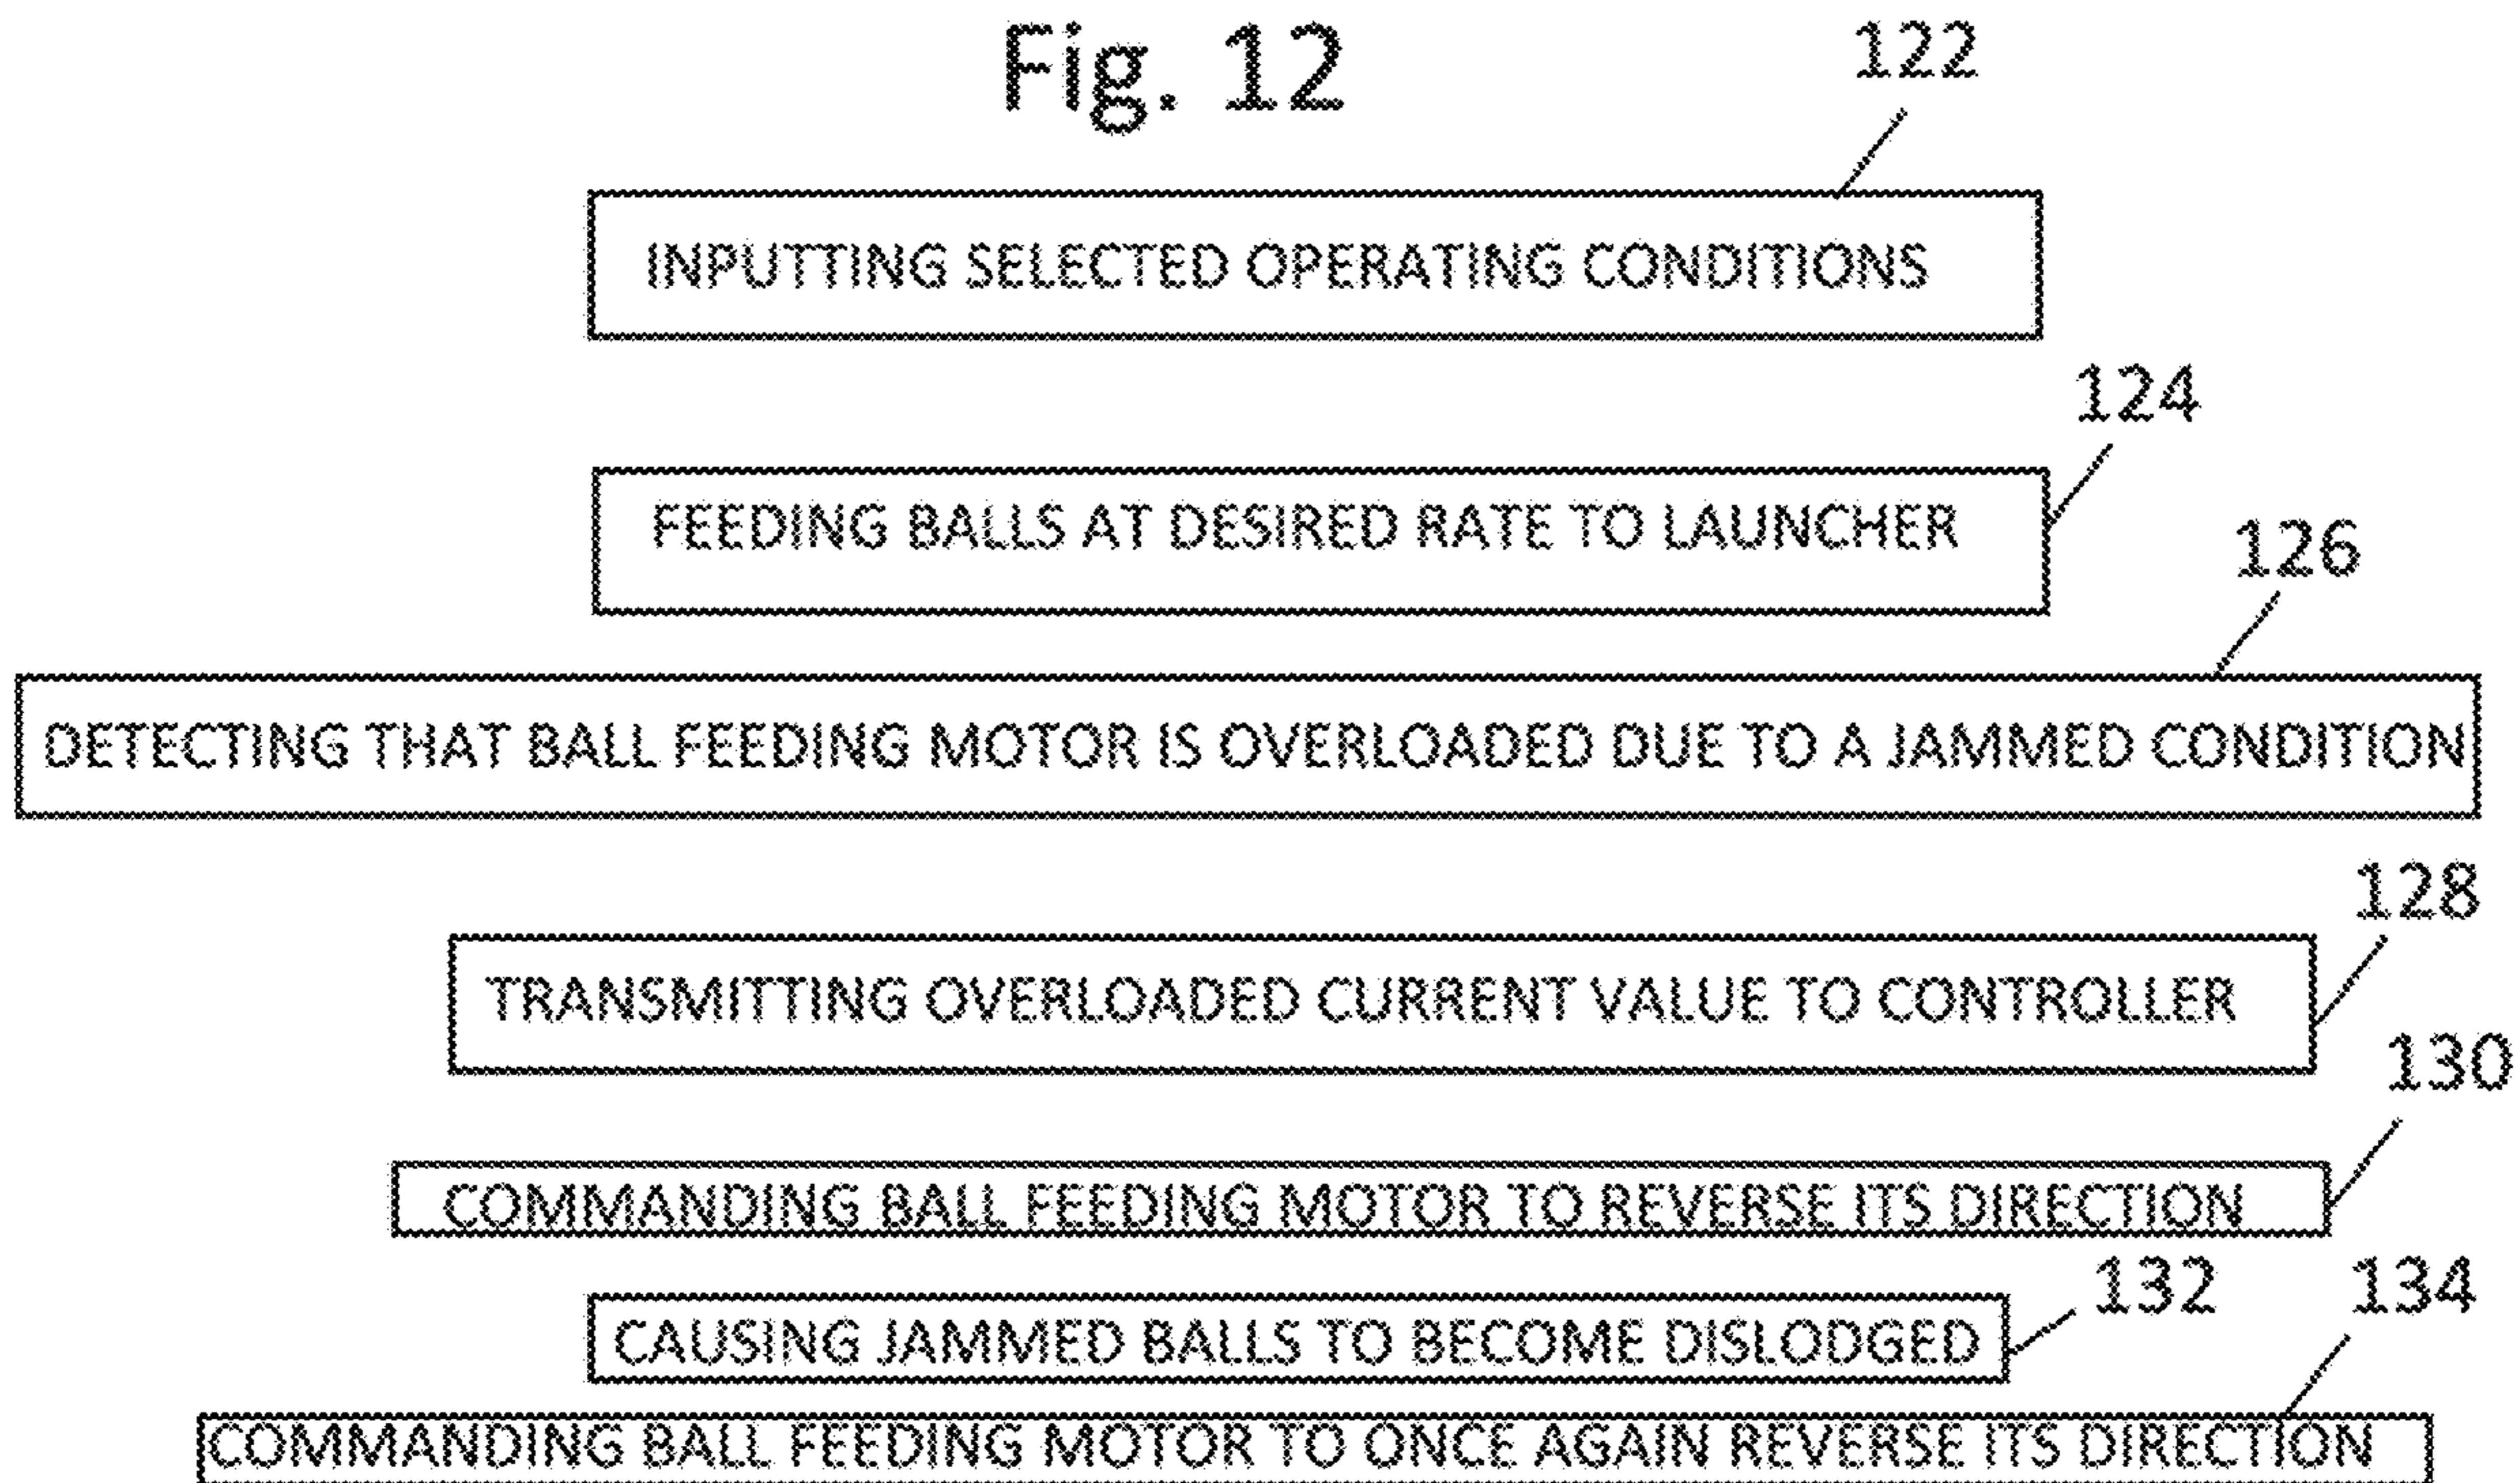 Fig. 12
122
INPUTTING SELECTED OPERATING CONDITIONS
124
FEEDING BALLS AT DESIRED RATE TO LAUNCHER
126
DETECTING THAT BALL FEEDING MOTOR IS OVERLOADED DUE TO A JAMMED CONDITION
128
TRANSMITTING OVERLOADED CURRENT VALUE TO CONTROLLER
130
COMMANDING BALL FEEDING MOTOR TO REVERSE ITS DIRECTION
132
CAUSING JAMMED BALLS TO BECOME DISLODGED
134
COMMANDING BALL FEEDING MOTOR TO ONCE AGAIN REVERSE ITS DIRECTION